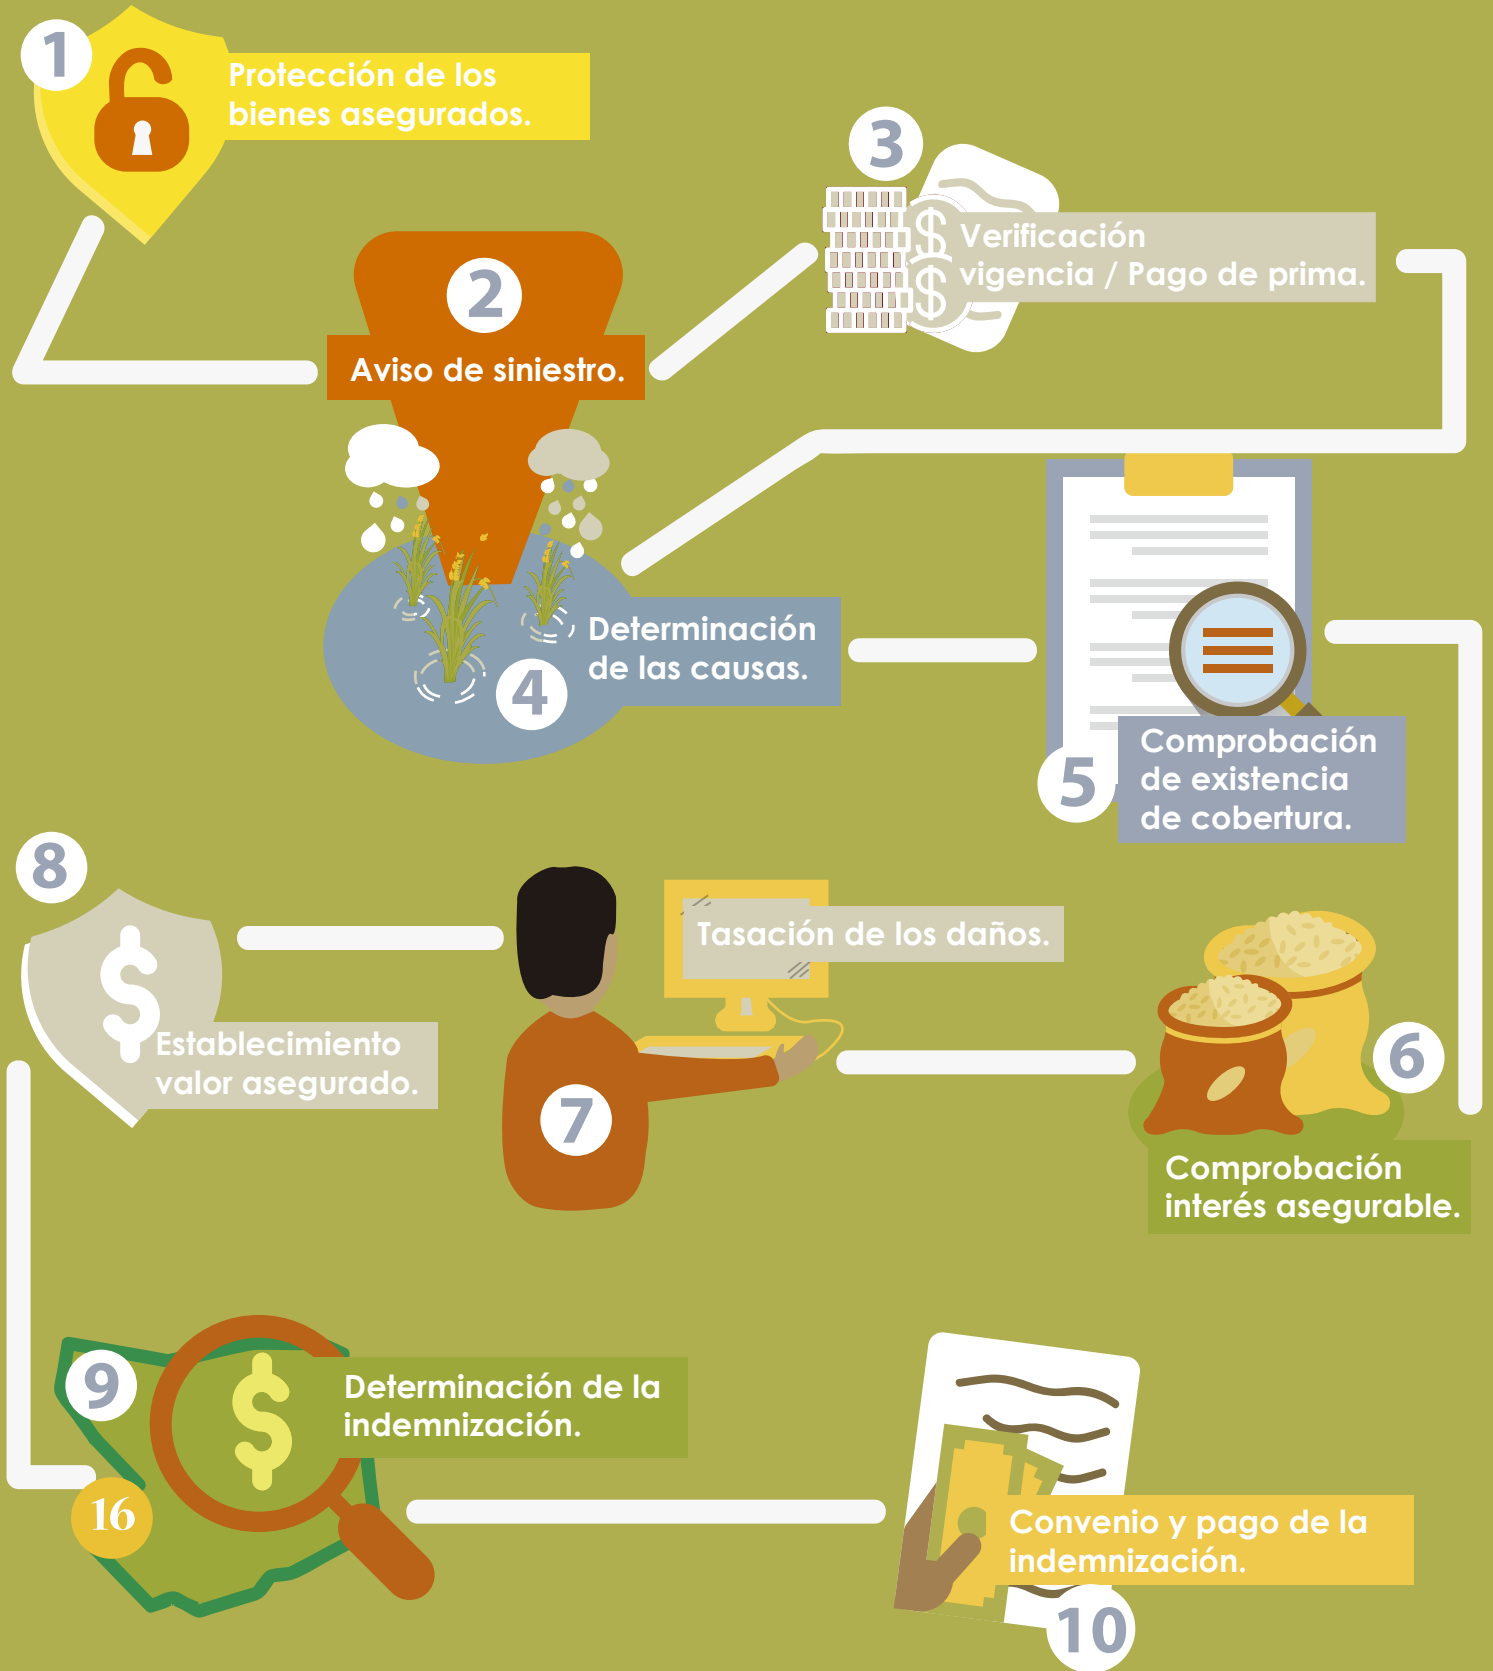 1
Protección de los
bienes asegurados.
2
Aviso de siniestro.
3
$
$
Verificación
vigencia / Pago de prima.
4
Determinación
de las causas.
5
Comprobación
de existencia
de cobertura.
6
Comprobación
interés asegurable.
7
Tasación de los daños.
8
$
Establecimiento
valor asegurado.
9
$
Determinación de la
indemnización.
16
10
Convenio y pago de la
indemnización.